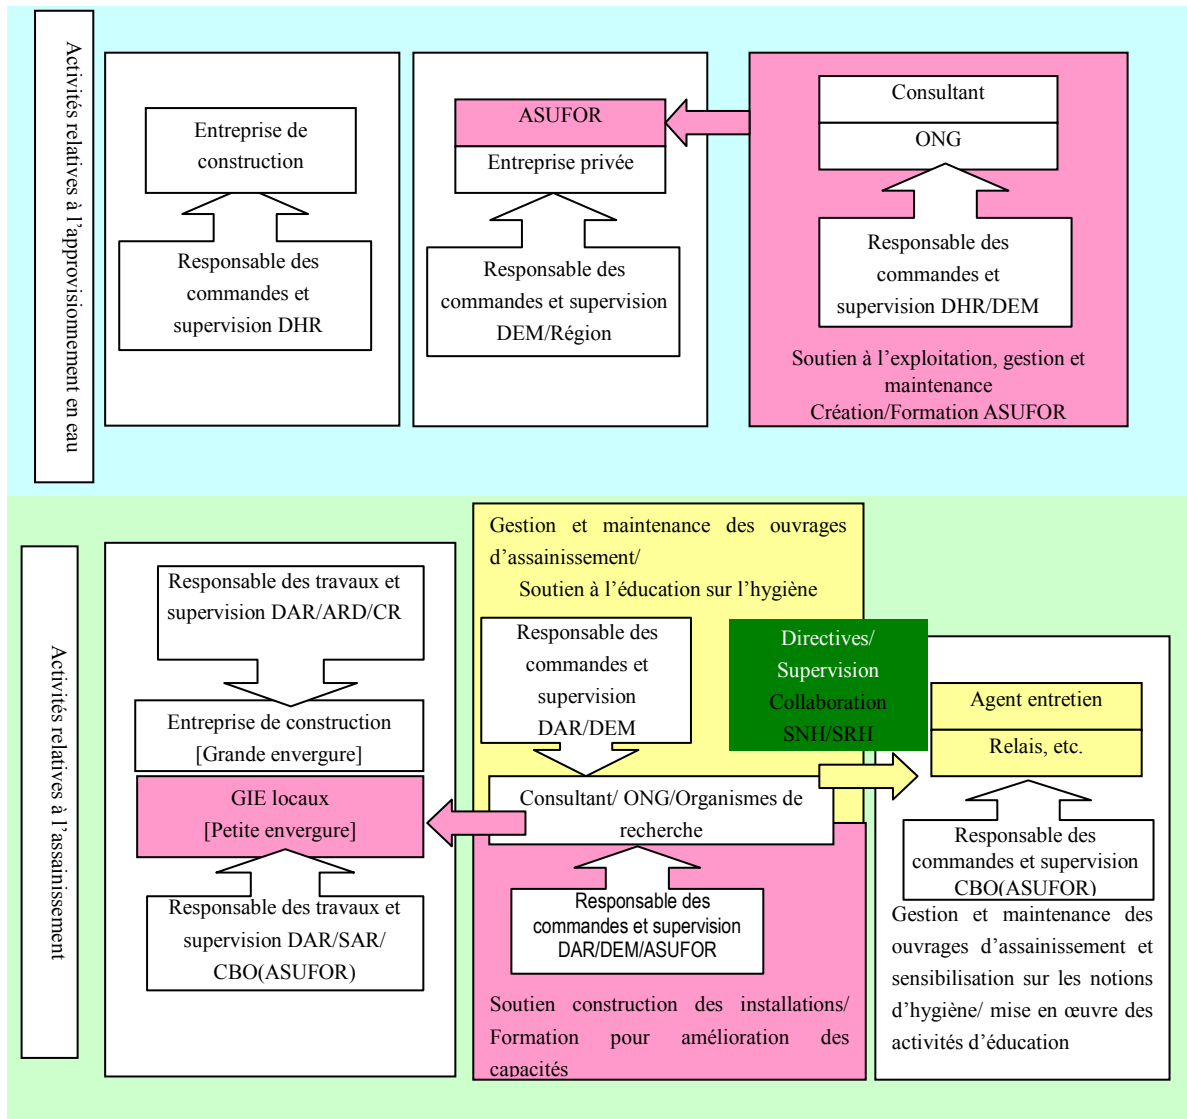 Activités relatives à l’approvisionnement en eau
Entreprise de
construction
Responsable des
commandes et
supervision DHR
ASUFOR
Entreprise privée
Responsable des
commandes et supervision
DEM/Région
Consultant
ONG
Responsable des
commandes et
supervision DHR/DEM
Soutien à l’exploitation, gestion et
maintenance
Création/Formation ASUFOR
Activités relatives à l’assainissement
Responsable des travaux et
supervision DAR/ARD/CR
Entreprise de construction
[Grande envergure]
GIE locaux
[Petite envergure]
Responsable des travaux et
supervision DAR/SAR/
CBO(ASUFOR)
Gestion et maintenance des ouvrages
d’assainissement/
Soutien à l’éducation sur l’hygiène
Responsable des
commandes et
supervision
DAR/DEM
Consultant/ ONG/Organismes de
recherche
Responsable des
commandes et supervision
DAR/DEM/ASUFOR
Soutien construction des installations/
Formation pour amélioration des
capacités
Directives/
Supervision
Collaboration
SNH/SRH
Agent entretien
Relais, etc.
Responsable des
commandes et supervision
CBO(ASUFOR)
Gestion et maintenance des
ouvrages d’assainissement et
sensibilisation sur les notions
d’hygiène/ mise en œuvre des
activités d’éducation